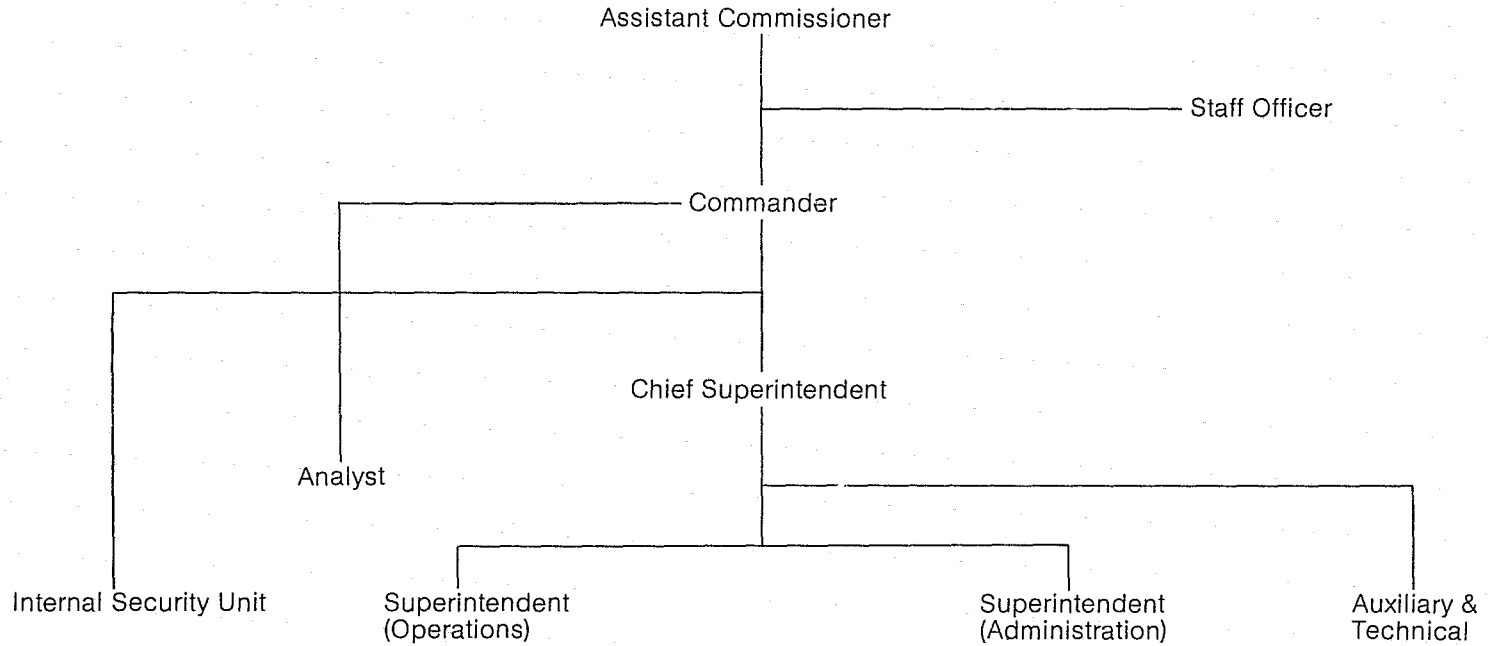 Assistant Commissioner
Staff Officer
Commander
Chief Superintendent
Analyst
Internal Security Unit
Superintendent
(Operations)
Superintendent
(Administration)
Auxiliary &
Technical